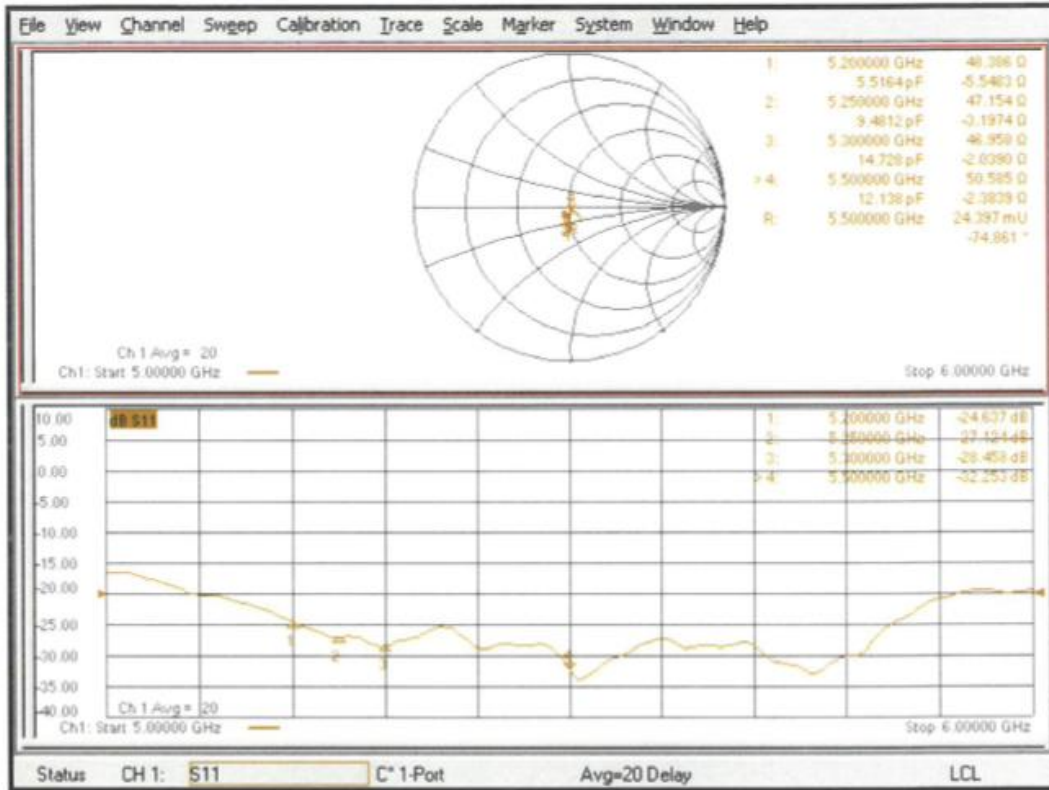 File View Channel Sweep Calibration Trace Scale Marker System Window Help
1: 5.200000 GHz 48.386 Ω
5.5164 pF -5.5483 Ω
2: 5.250000 GHz 47.154 Ω
9.4812 pF -3.1974 Ω
3: 5.300000 GHz 46.958 Ω
14.728 pF -2.0390 Ω
> 4: 5.500000 GHz 50.585 Ω
12.138 pF -2.3839 Ω
R: 5.500000 GHz 24.397 mU
-74.861 °
Ch 1 Avg = 20
Ch1: Start 5.00000 GHz
Stop 6.00000 GHz
10.00
5.00
0.00
-5.00
-10.00
-15.00
-20.00
-25.00
-30.00
-35.00
-40.00
dB S11
1: 5.200000 GHz -24.637 dB
2: 5.250000 GHz -27.124 dB
3: 5.300000 GHz -28.458 dB
> 4: 5.500000 GHz -32.253 dB
1
2
3
Ch 1 Avg = 20
Ch1: Start 5.00000 GHz
Stop 6.00000 GHz
Status CH 1: S11 C* 1-Port Avg=20 Delay LCL